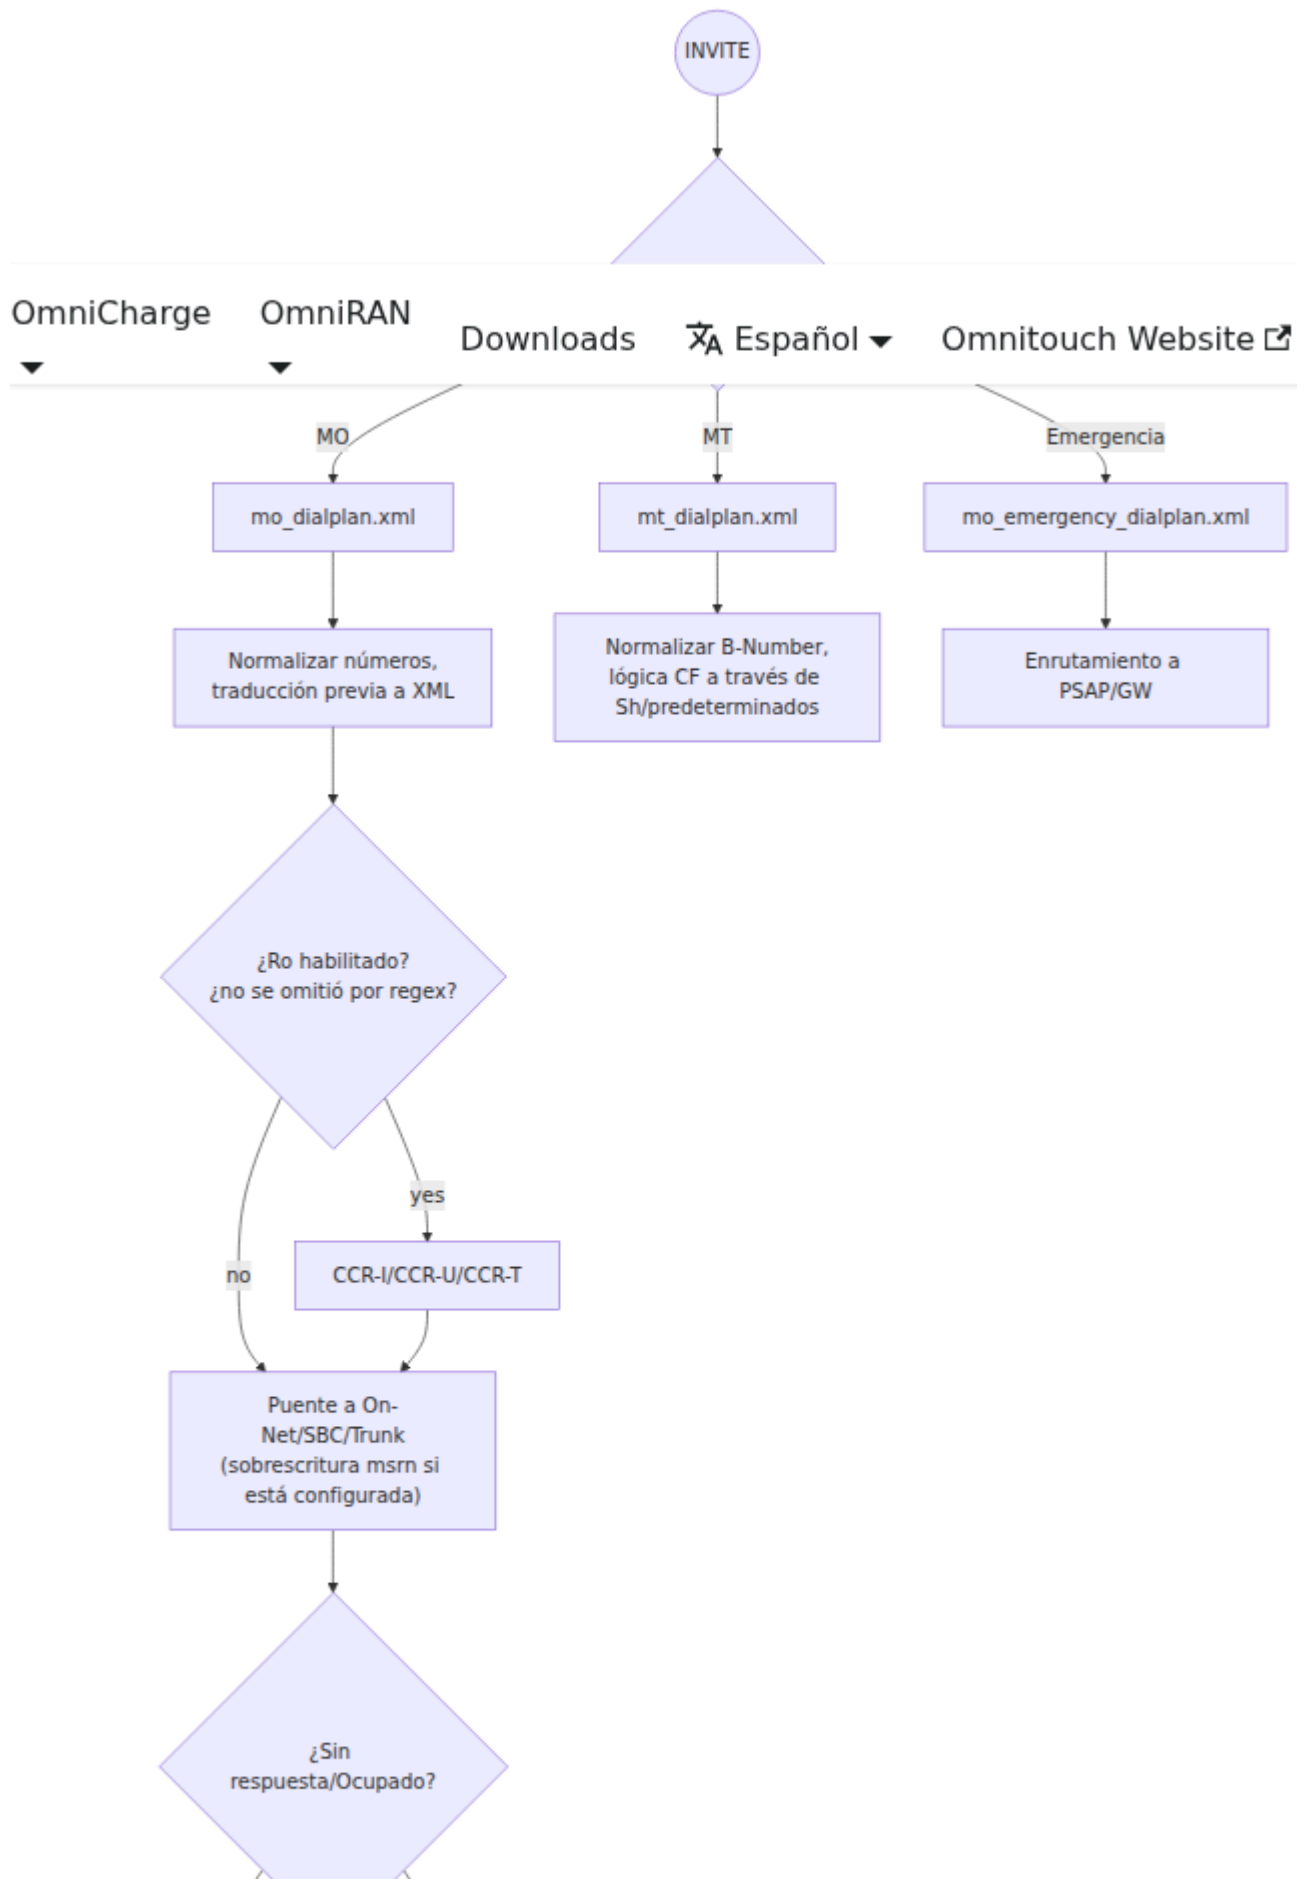 INVITE
OmniCharge
OmniRAN
Downloads
Español
Omnitouch Website
MO
MT
Emergencia
mo_dialplan.xml
mt_dialplan.xml
mo_emergency_dialplan.xml
Normalizar números,
traducción previa a XML
Normalizar B-Number,
lógica CF a través de
Sh/predeterminados
Enrutamiento a
PSAP/GW
¿Ro habilitado?
¿no se omitió por regex?
yes
no
CCR-I/CCR-U/CCR-T
Puente a On-
Net/SBC/Trunk
(sobrescritura msrn si
está configurada)
¿Sin
respuesta/Ocupado?